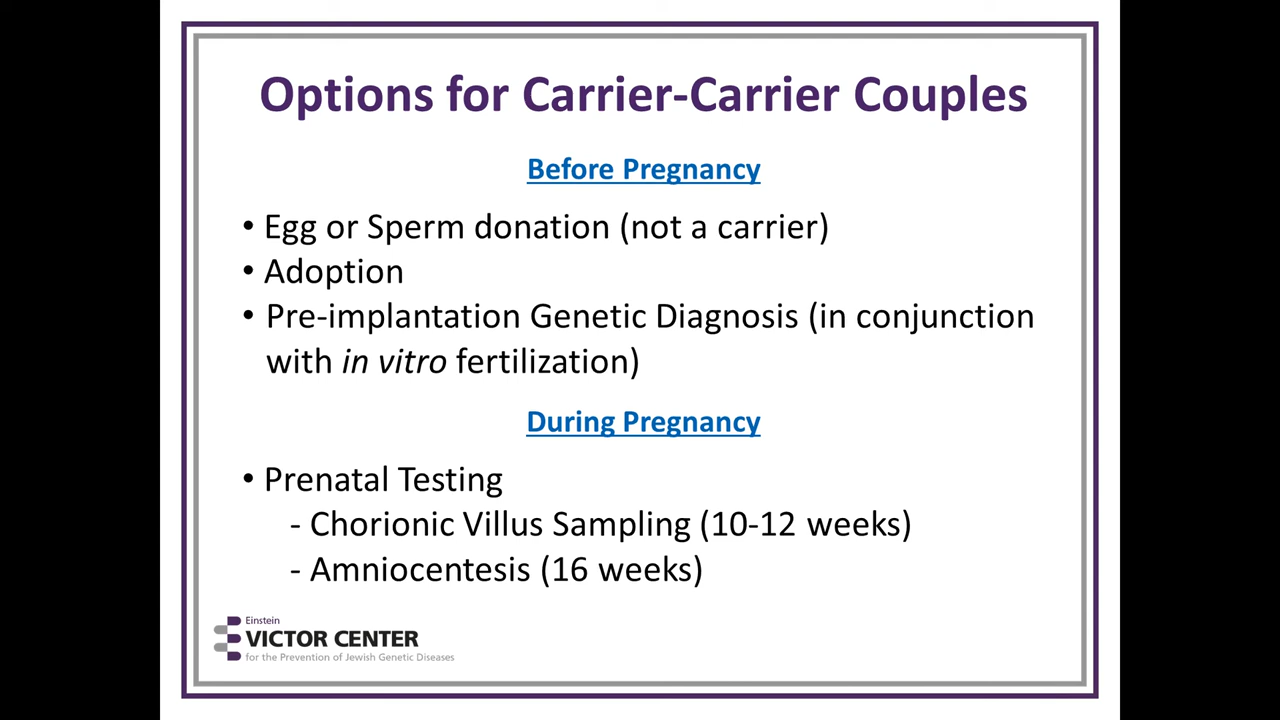 Options for Carrier-Carrier Couples
Before Pregnancy
• Egg or Sperm donation (not a carrier)
• Adoption
• Pre-implantation Genetic Diagnosis (in conjunction
with in vitro fertilization)
During Pregnancy
• Prenatal Testing
- Chorionic Villus Sampling (10-12 weeks)
- Amniocentesis (16 weeks)
Einstein
VICTOR CENTER
for the Prevention of Jewish Genetic Diseases